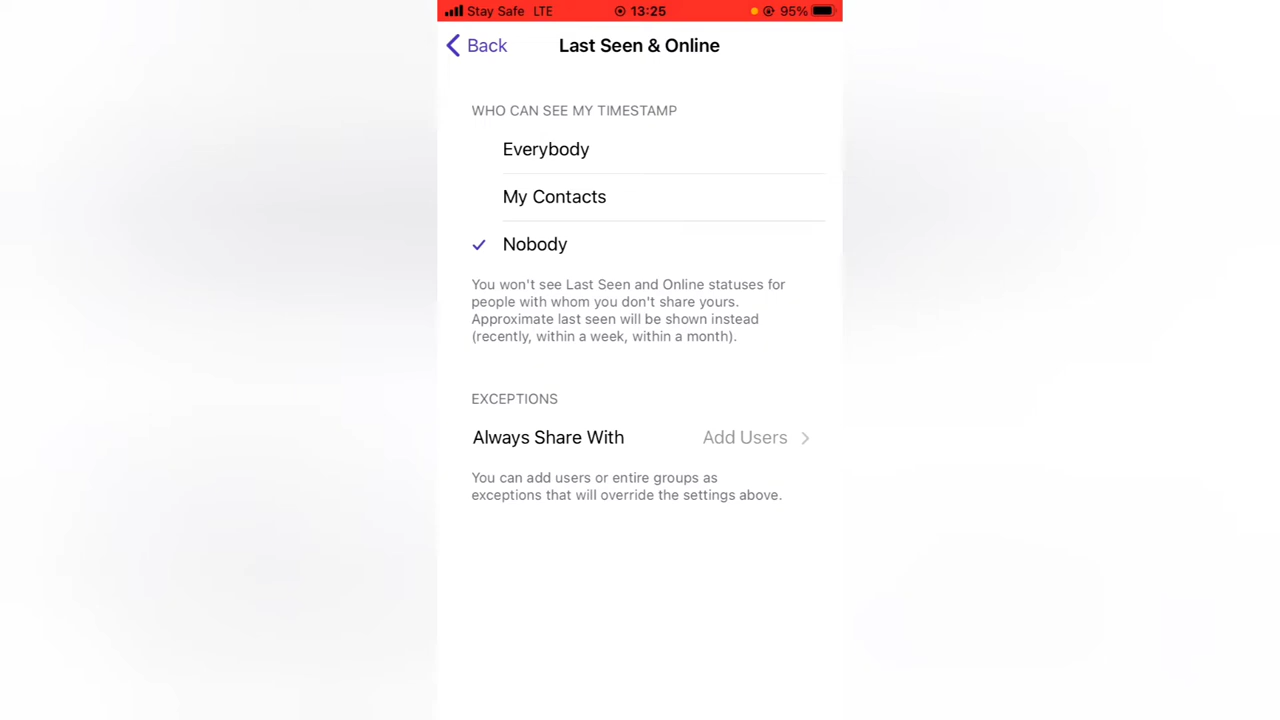 Stay Safe LTE 13:25 95%
Back Last Seen & Online
WHO CAN SEE MY TIMESTAMP
Everybody
My Contacts
Nobody
You won't see Last Seen and Online statuses for
people with whom you don't share yours.
Approximate last seen will be shown instead
(recently, within a week, within a month).
EXCEPTIONS
Always Share With Add Users
You can add users or entire groups as
exceptions that will override the settings above.